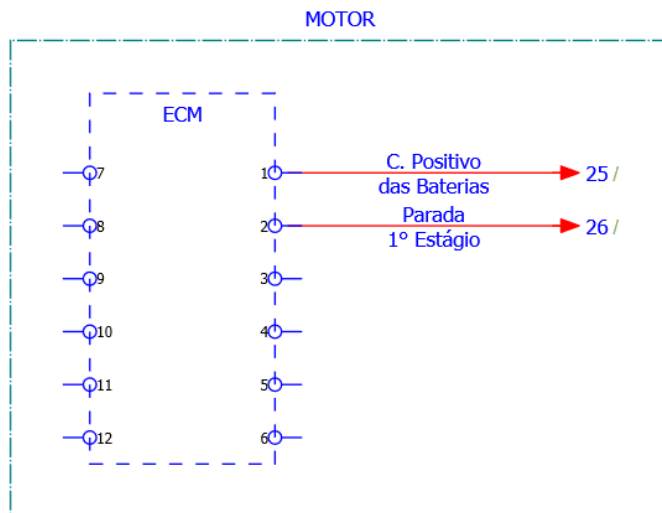 MOTOR
ECM
7
1
C. Positivo
das Baterias
25 /
8
2
Parada
1° Estágio
26 /
9
3
10
4
11
5
12
6